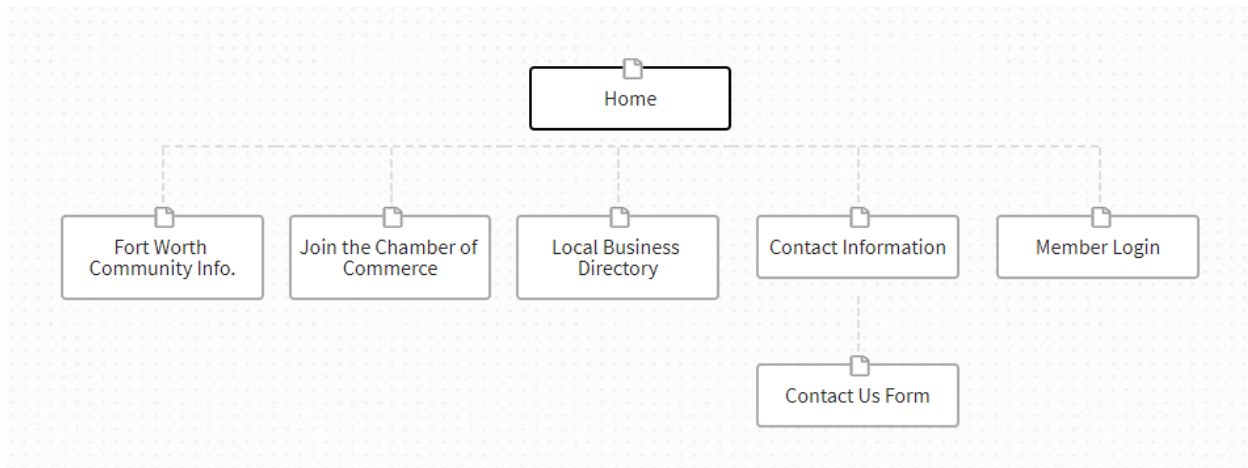 Home
Fort Worth
Community Info.
Join the Chamber of
Commerce
Local Business
Directory
Contact Information
Member Login
Contact Us Form